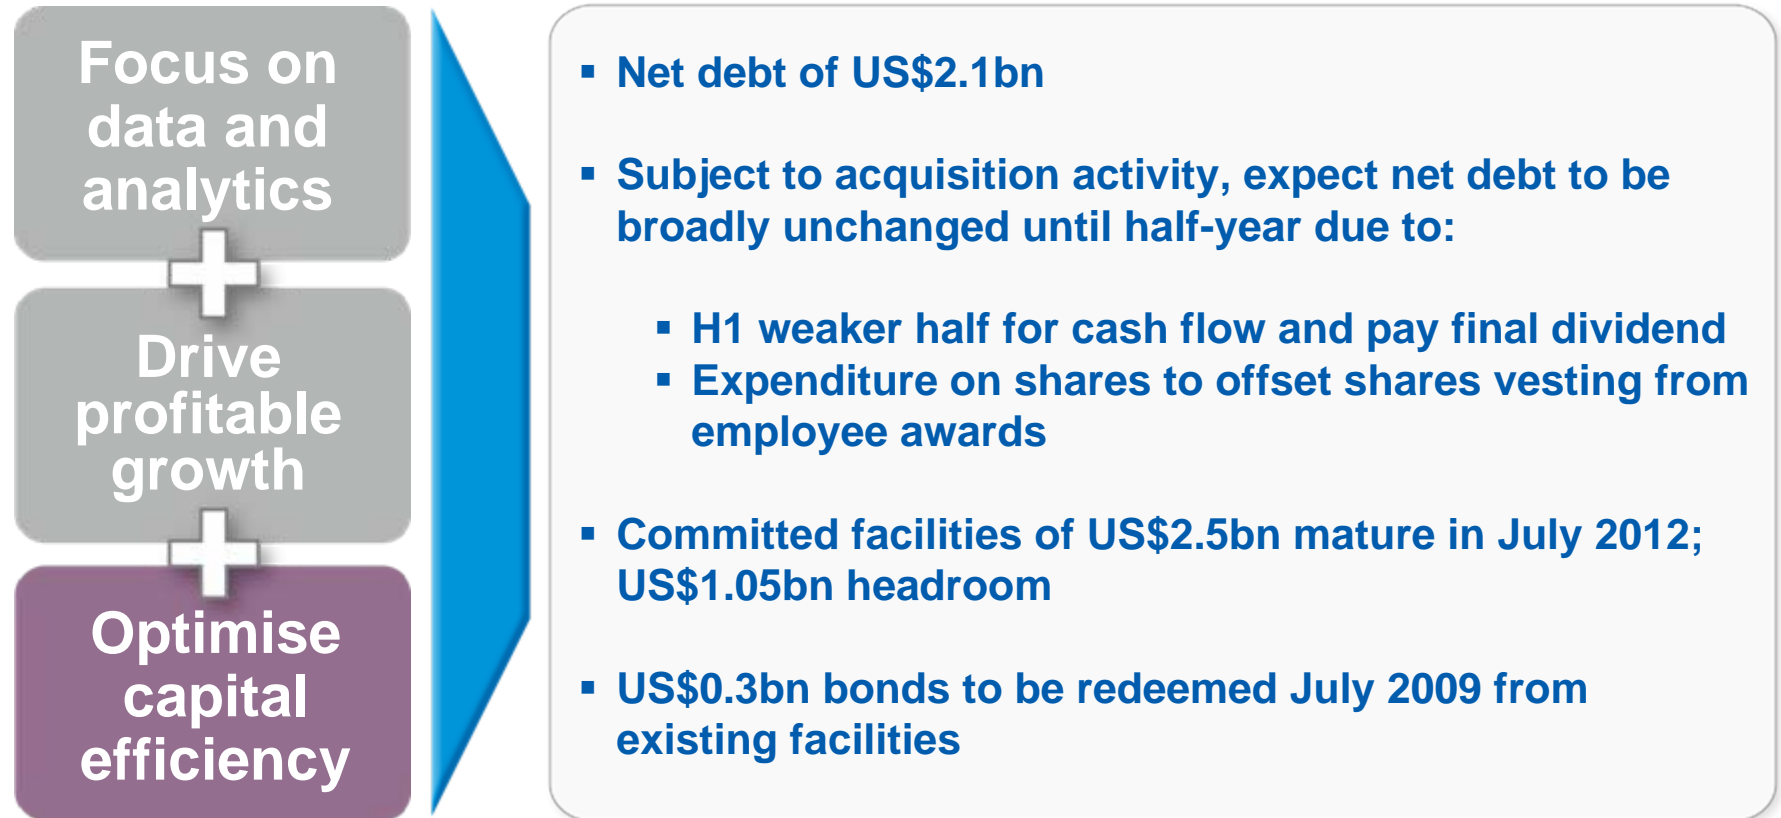 Focus on
data and
analytics
Drive
profitable
growth
Optimise
capital
efficiency
▪ Net debt of US$2.1bn
▪ Subject to acquisition activity, expect net debt to be
broadly unchanged until half-year due to:
▪ H1 weaker half for cash flow and pay final dividend
▪ Expenditure on shares to offset shares vesting from
employee awards
▪ Committed facilities of US$2.5bn mature in July 2012;
US$1.05bn headroom
▪ US$0.3bn bonds to be redeemed July 2009 from
existing facilities